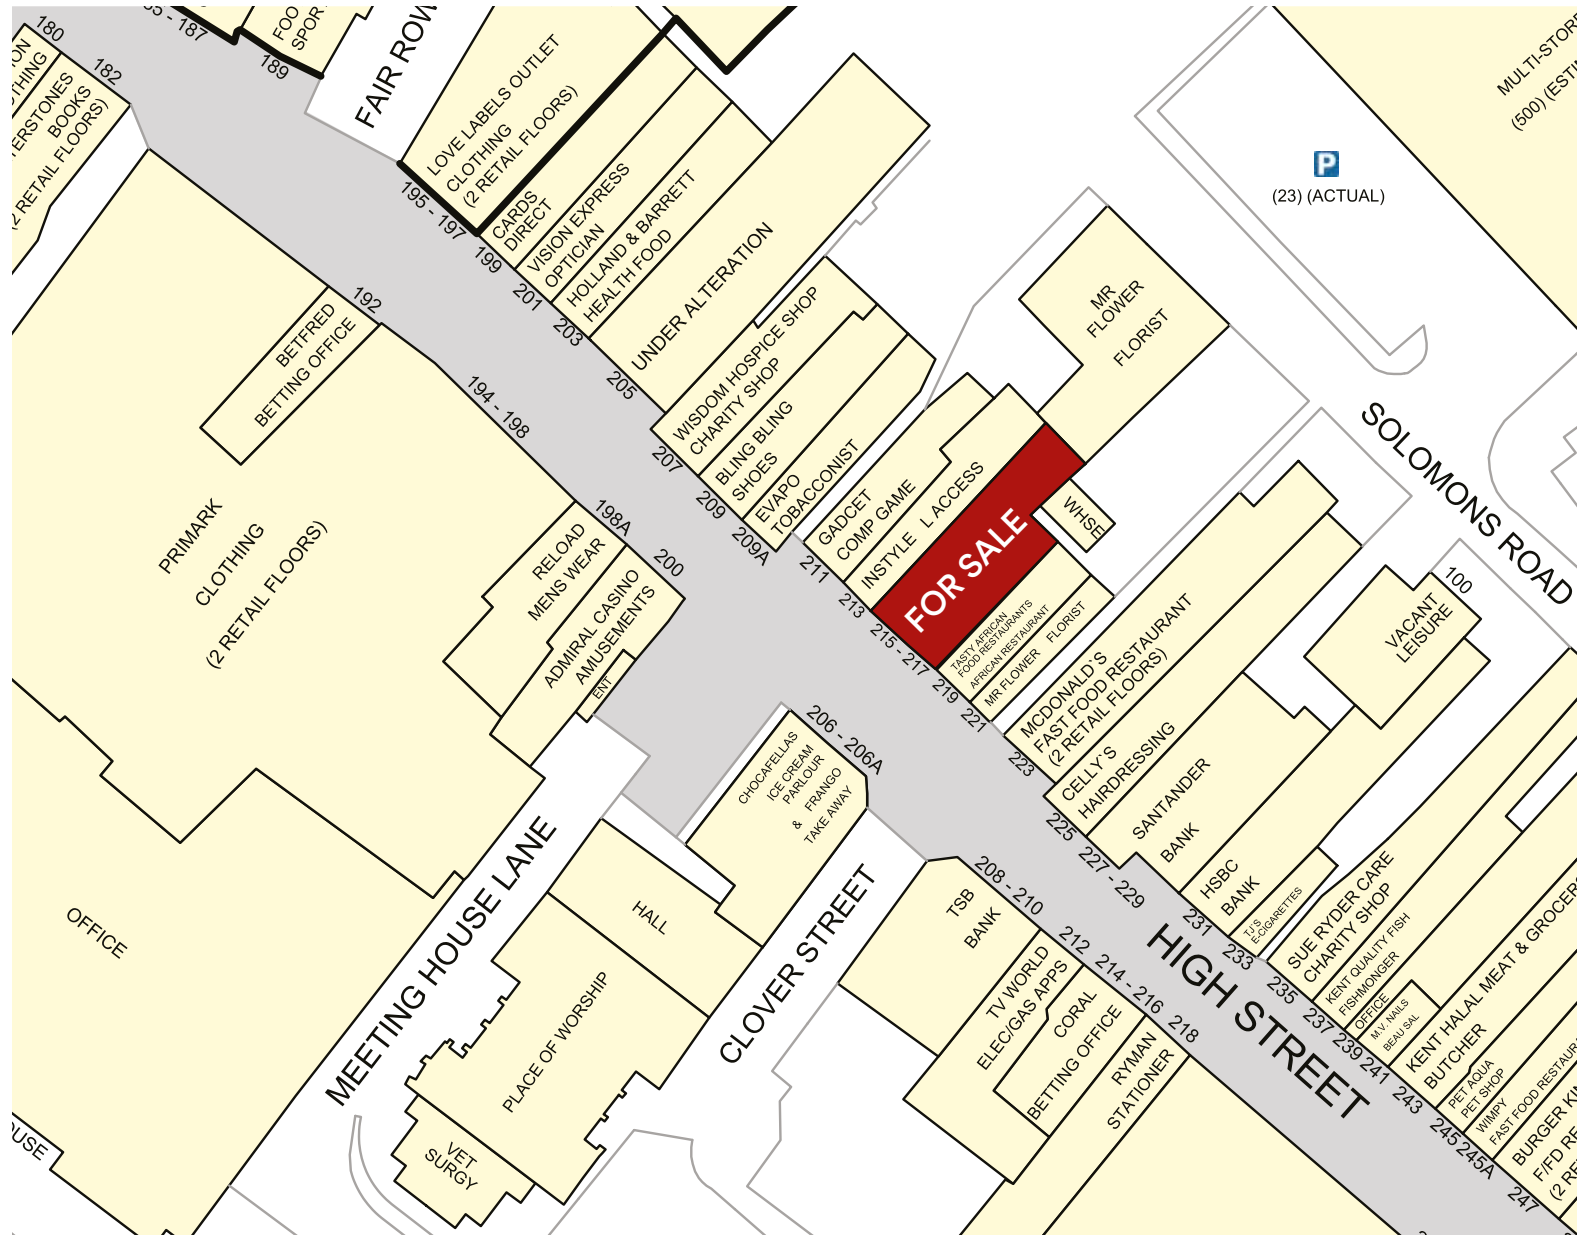 180
182
185 - 187
189
FAIR ROW
CLOTHING
BOOKS
(2 RETAIL FLOORS)
LOVE LABELS OUTLET
CLOTHING
(2 RETAIL FLOORS)
195 - 197
CARDS
DIRECT
199
VISION EXPRESS
OPTICIAN
201
HOLLAND & BARRETT
HEALTH FOOD
203
UNDER ALTERATION
205
WISDOM HOSPICE SHOP
CHARITY SHOP
207
BLING BLING
SHOES
209
EVAPO
TOBACCONIST
209A
GADCET
COMP GAME
211
INSTYLE L ACCESS
213
FOR SALE
215 - 217
TASTY AFRICAN
FOOD RESTAURANTS
AFRICAN RESTAURANT
219
MR FLOWER FLORIST
221
MCDONALD`S
FAST FOOD RESTAURANT
(2 RETAIL FLOORS)
223
CELLY`S
HAIRDRESSING
225
SANTANDER
BANK
227 - 229
HSBC
BANK
231
TJ'S
E-CIGARETTES
233
SUE RYDER CARE
CHARITY SHOP
235
KENT QUALITY FISH
FISHMONGER
237
OFFICE
239
M.V. NAILS
BEAU SAL
241
KENT HALAL MEAT & GROCERS
BUTCHER
243
PET AQUA
PET SHOP
245
WIMPY
FAST FOOD
245A
BURGER
F/FD
(2
247
MR
FLOWER
FLORIST
WHSE
P
(23) (ACTUAL)
(500)
SOLOMONS ROAD
100
VACANT
LEISURE
192
BETFRED
BETTING OFFICE
194 - 198
PRIMARK
CLOTHING
(2 RETAIL FLOORS)
198A
RELOAD
MENS WEAR
200
ADMIRAL CASINO
AMUSEMENTS
ENT
206 - 206A
CHOCAFELLAS
ICE CREAM
PARLOUR
& FRANGO
TAKE AWAY
MEETING HOUSE LANE
HALL
PLACE OF WORSHIP
VET
SURGY
CLOVER STREET
OFFICE
208 - 210
TSB
BANK
212
TV WORLD
ELEC/GAS APPS
214 - 216
CORAL
BETTING OFFICE
218
RYMAN
STATIONER
HIGH STREET